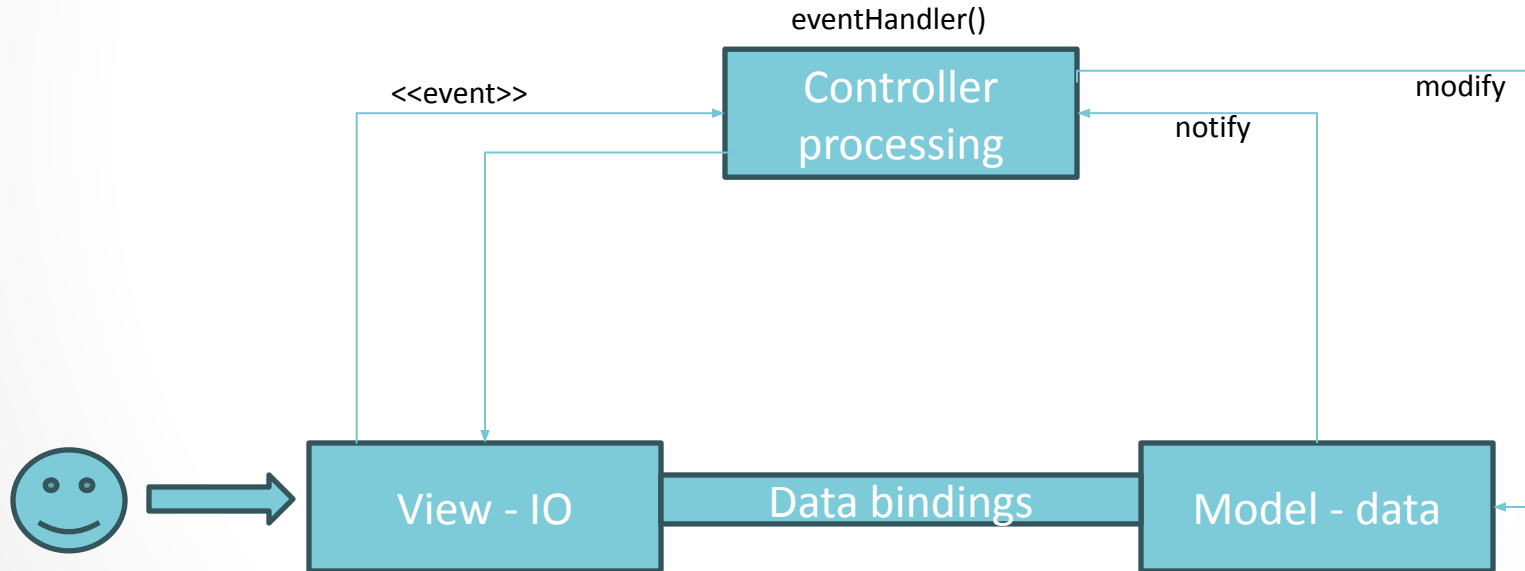 eventHandler()
Controller
processing
<<event>>
modify
notify
View - IO
Data bindings
Model - data